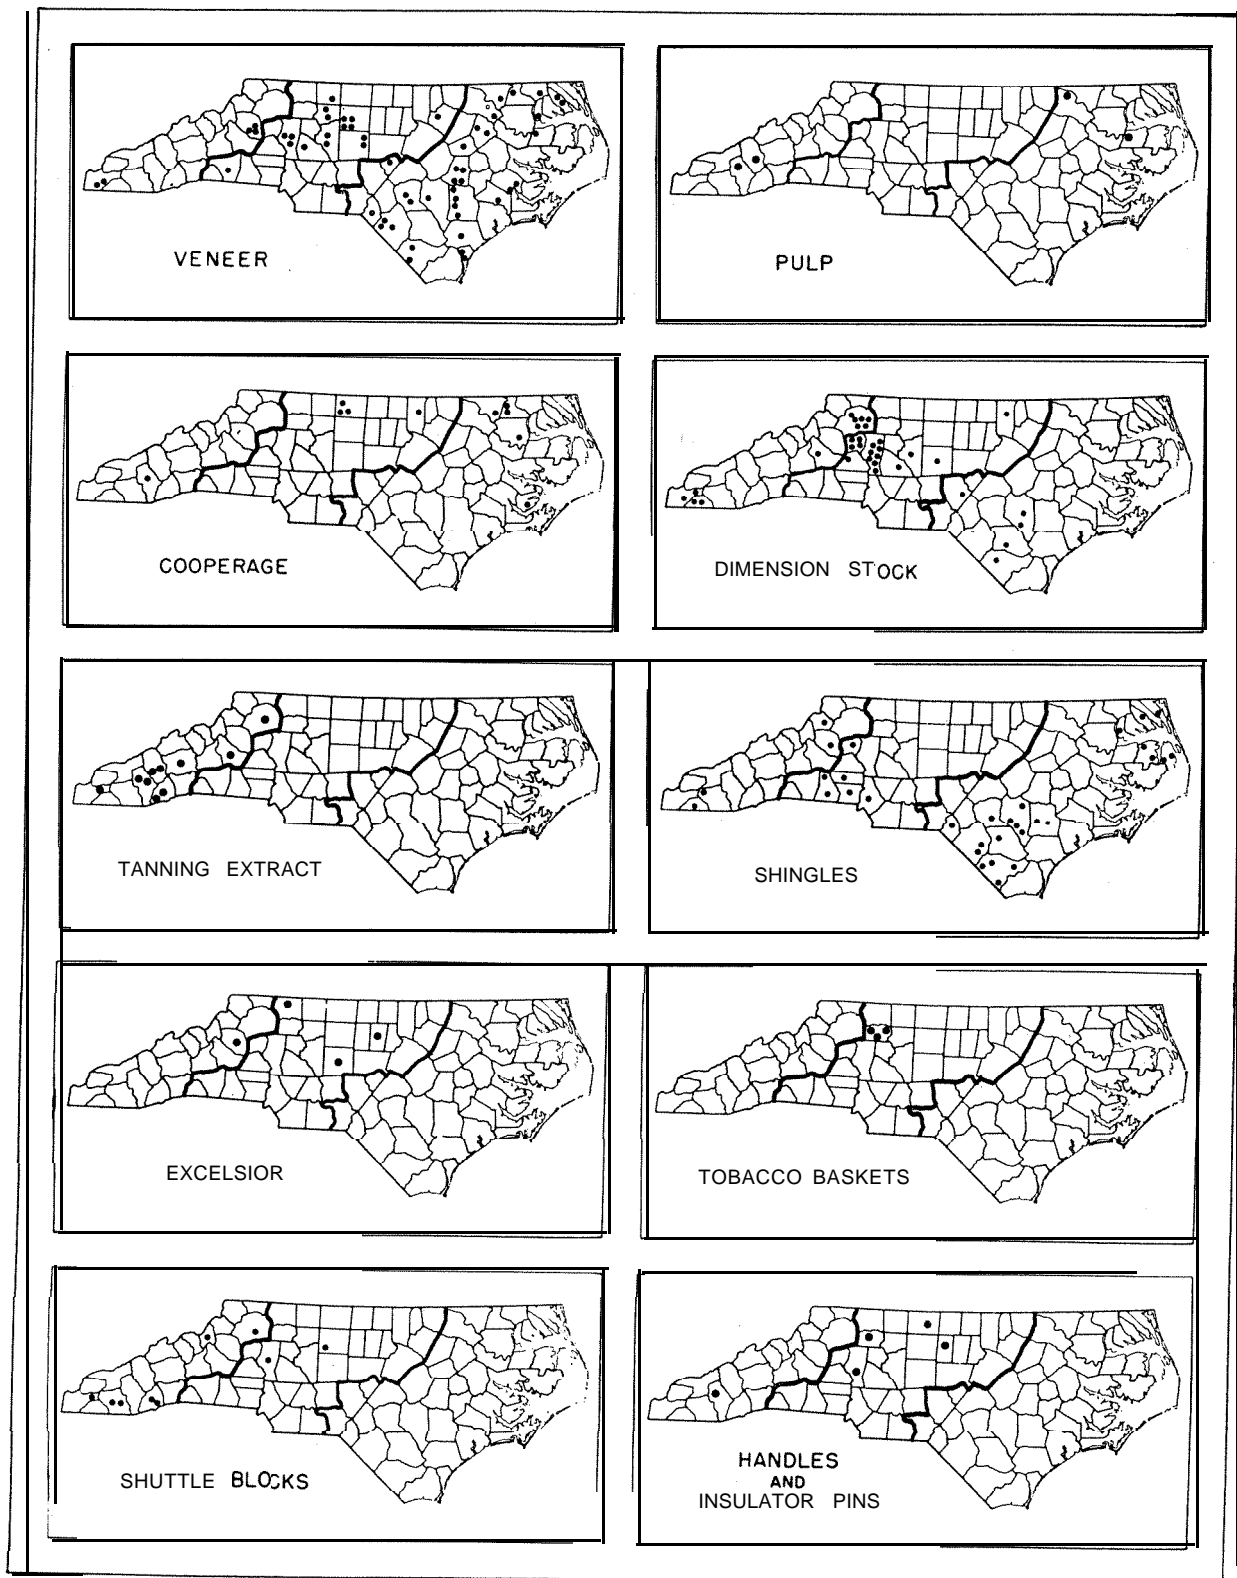 VENEER
PULP
COOPERAGE
DIMENSION STOCK
TANNING EXTRACT
SHINGLES
EXCELSIOR
TOBACCO BASKETS
SHUTTLE BLOCKS
HANDLES
AND
INSULATOR PINS